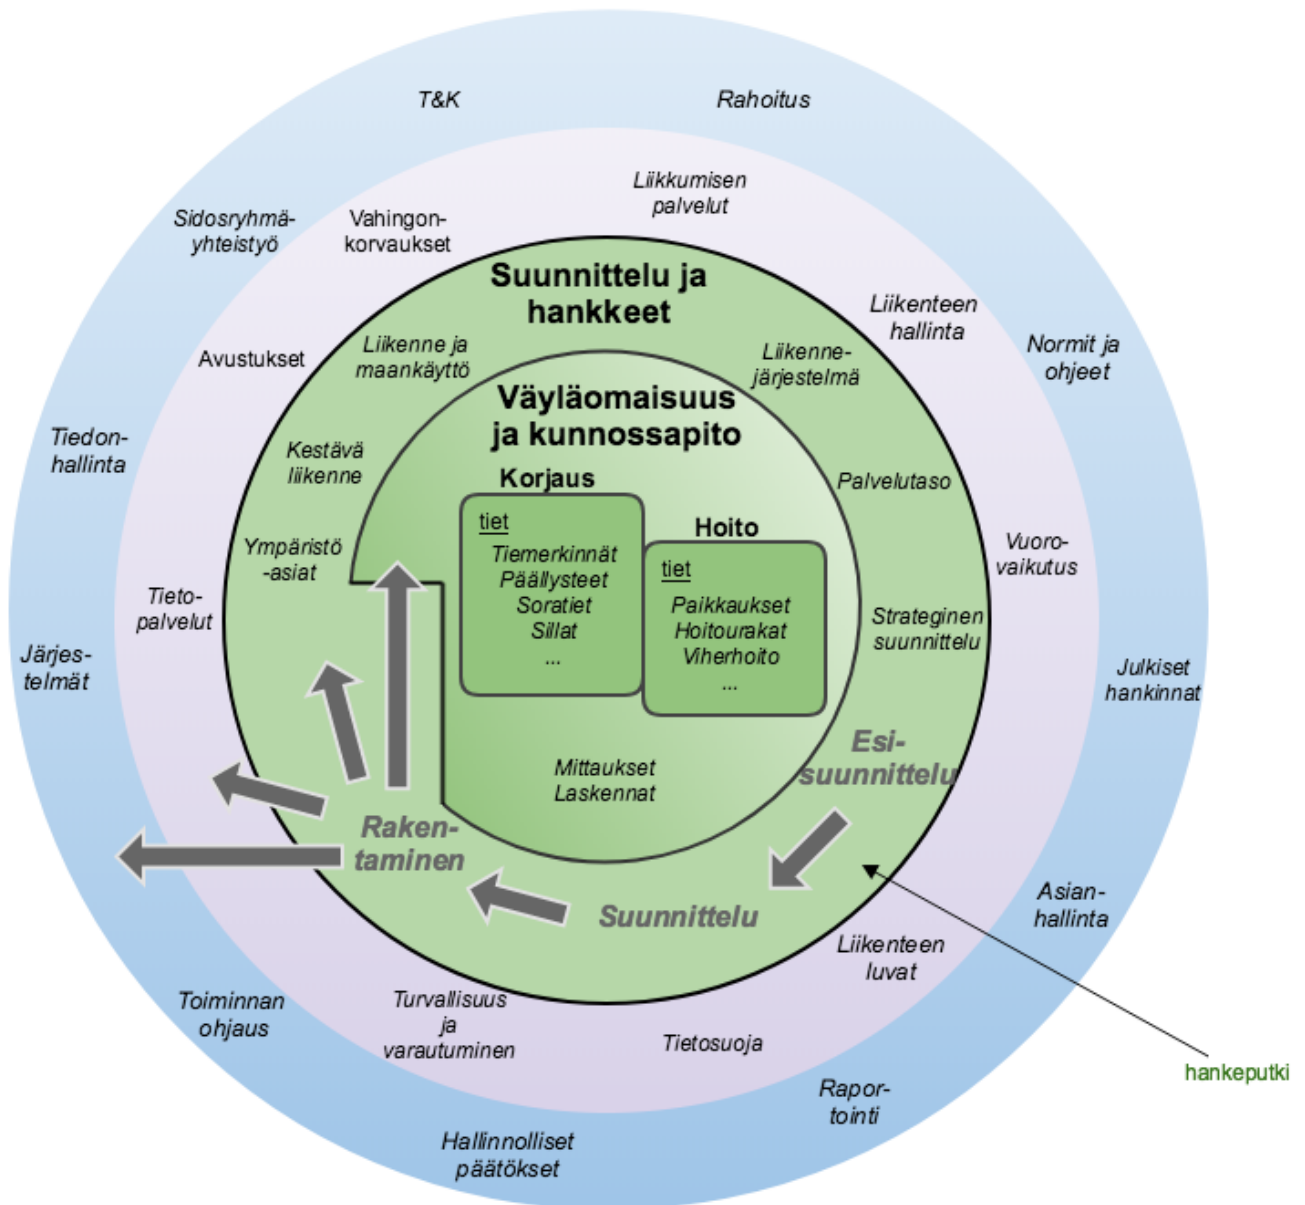 T&K
Rahoitus
Liikkumisen
palvelut
Sidosryhmä-
yhteistyö
Vahingon-
korvaukset
Suunnittelu ja
hankkeet
Liikenteen
hallinta
Normit ja
ohjeet
Avustukset
Liikenne ja
maankäyttö
Liikenne-
järjestelmä
Väyläomaisuus
ja kunnossapito
Tiedon-
hallinta
Kestävä
liikenne
Korjaus
Palvelutaso
tiet
Tiemerkinnät
Päällysteet
Soratiet
Sillat
...
Hoito
tiet
Paikkaukset
Hoitourakat
Viherhoito
...
Ympäristö
-asiat
Vuoro-
vaikutus
Tieto-
palvelut
Strateginen
suunnittelu
Järjes-
telmät
Julkiset
hankinnat
Esi-
suunnittelu
Mittaukset
Laskennat
Raken-
taminen
Suunnittelu
Asian-
hallinta
Liikenteen
luvat
Toiminnan
ohjaus
Turvallisuus
ja
varautuminen
Tietosuoja
hankeputki
Rapor-
tointi
Hallinnolliset
päätökset